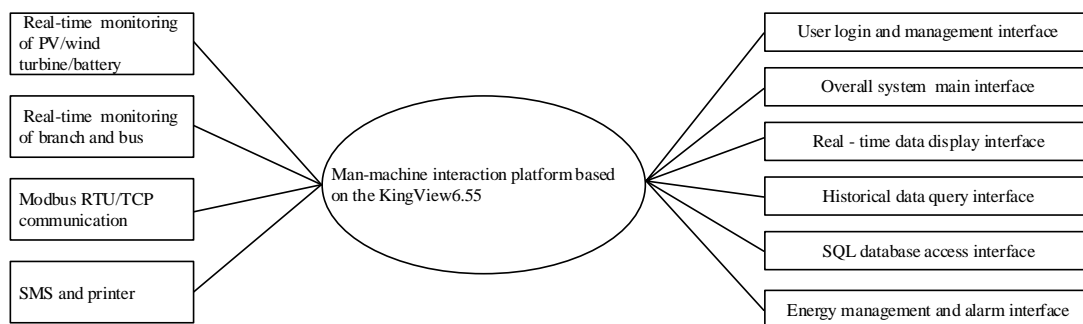 Real-time monitoring
of PV/wind
turbine/battery
Real-time monitoring
of branch and bus
Modbus RTU/TCP
communication
SMS and printer
Man-machine interaction platform based
on the KingView6.55
User login and management interface
Overall system main interface
Real - time data display interface
Historical data query interface
SQL database access interface
Energy management and alarm interface